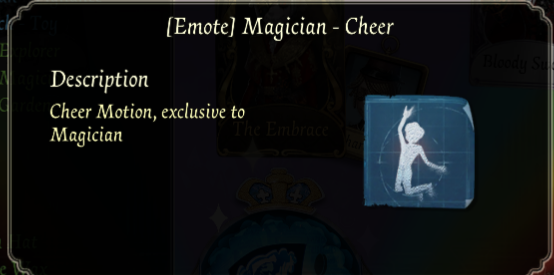 [Emote] Magician - Cheer
Description
Cheer Motion, exclusive to
Magician
The Embrace
Bloody